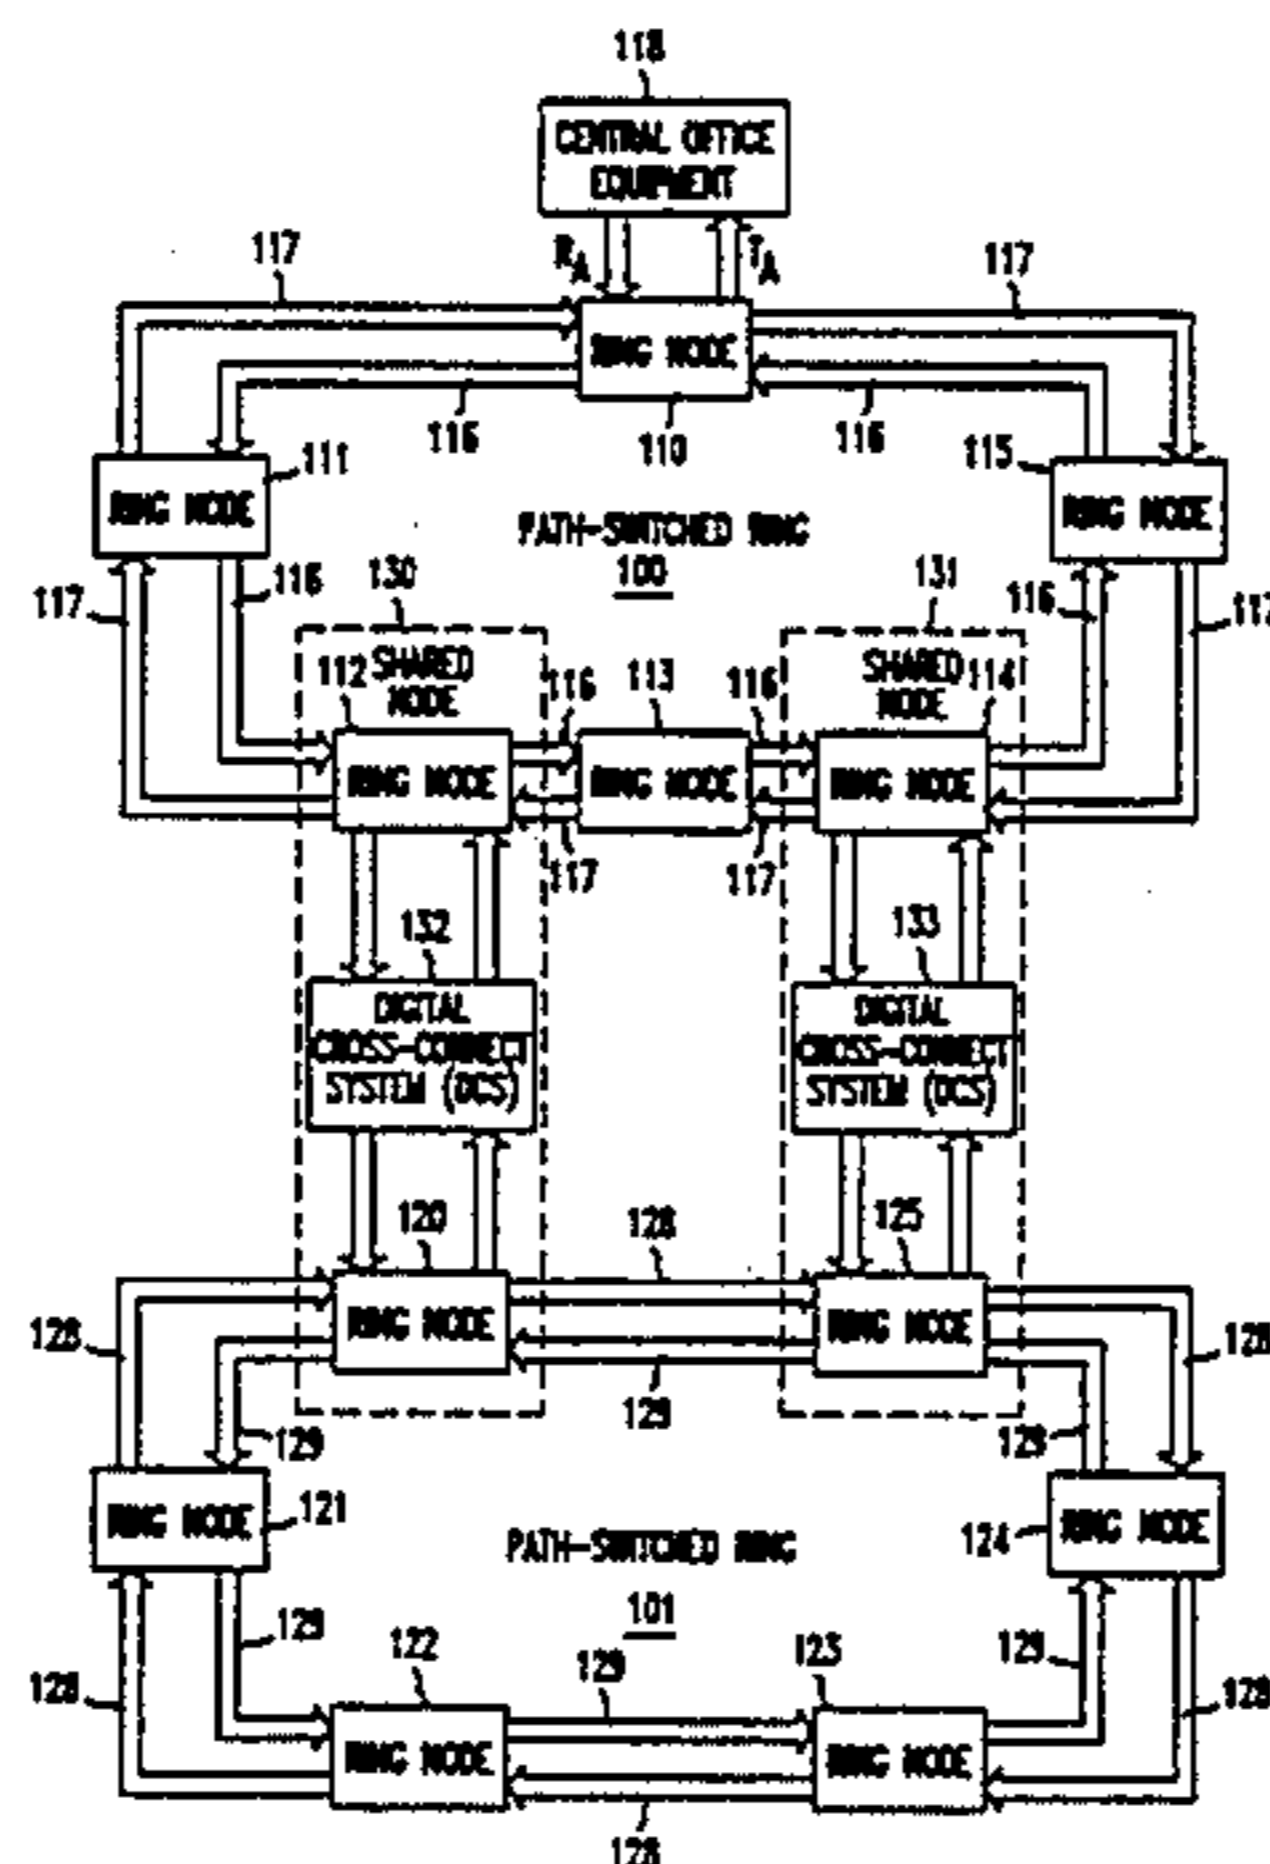 118
CENTRAL OFFICE
EQUIPMENT
117
RA
TA
117
RING NODE
116
110
116
111
115
RING NODE
RING NODE
PATH-SWITCHED RING
100
117
116
130
131
116
117
112
SHARED
NODE
116
113
116
SHARED
NODE
114
RING NODE
RING NODE
RING NODE
117
117
132
133
DIGITAL
CROSS-CONNECT
SYSTEM (DCS)
DIGITAL
CROSS-CONNECT
SYSTEM (DCS)
120
128
125
128
RING NODE
RING NODE
128
129
129
129
RING NODE
121
124
RING NODE
PATH-SWITCHED RING
101
128
129
122
129
123
129
128
RING NODE
RING NODE
128